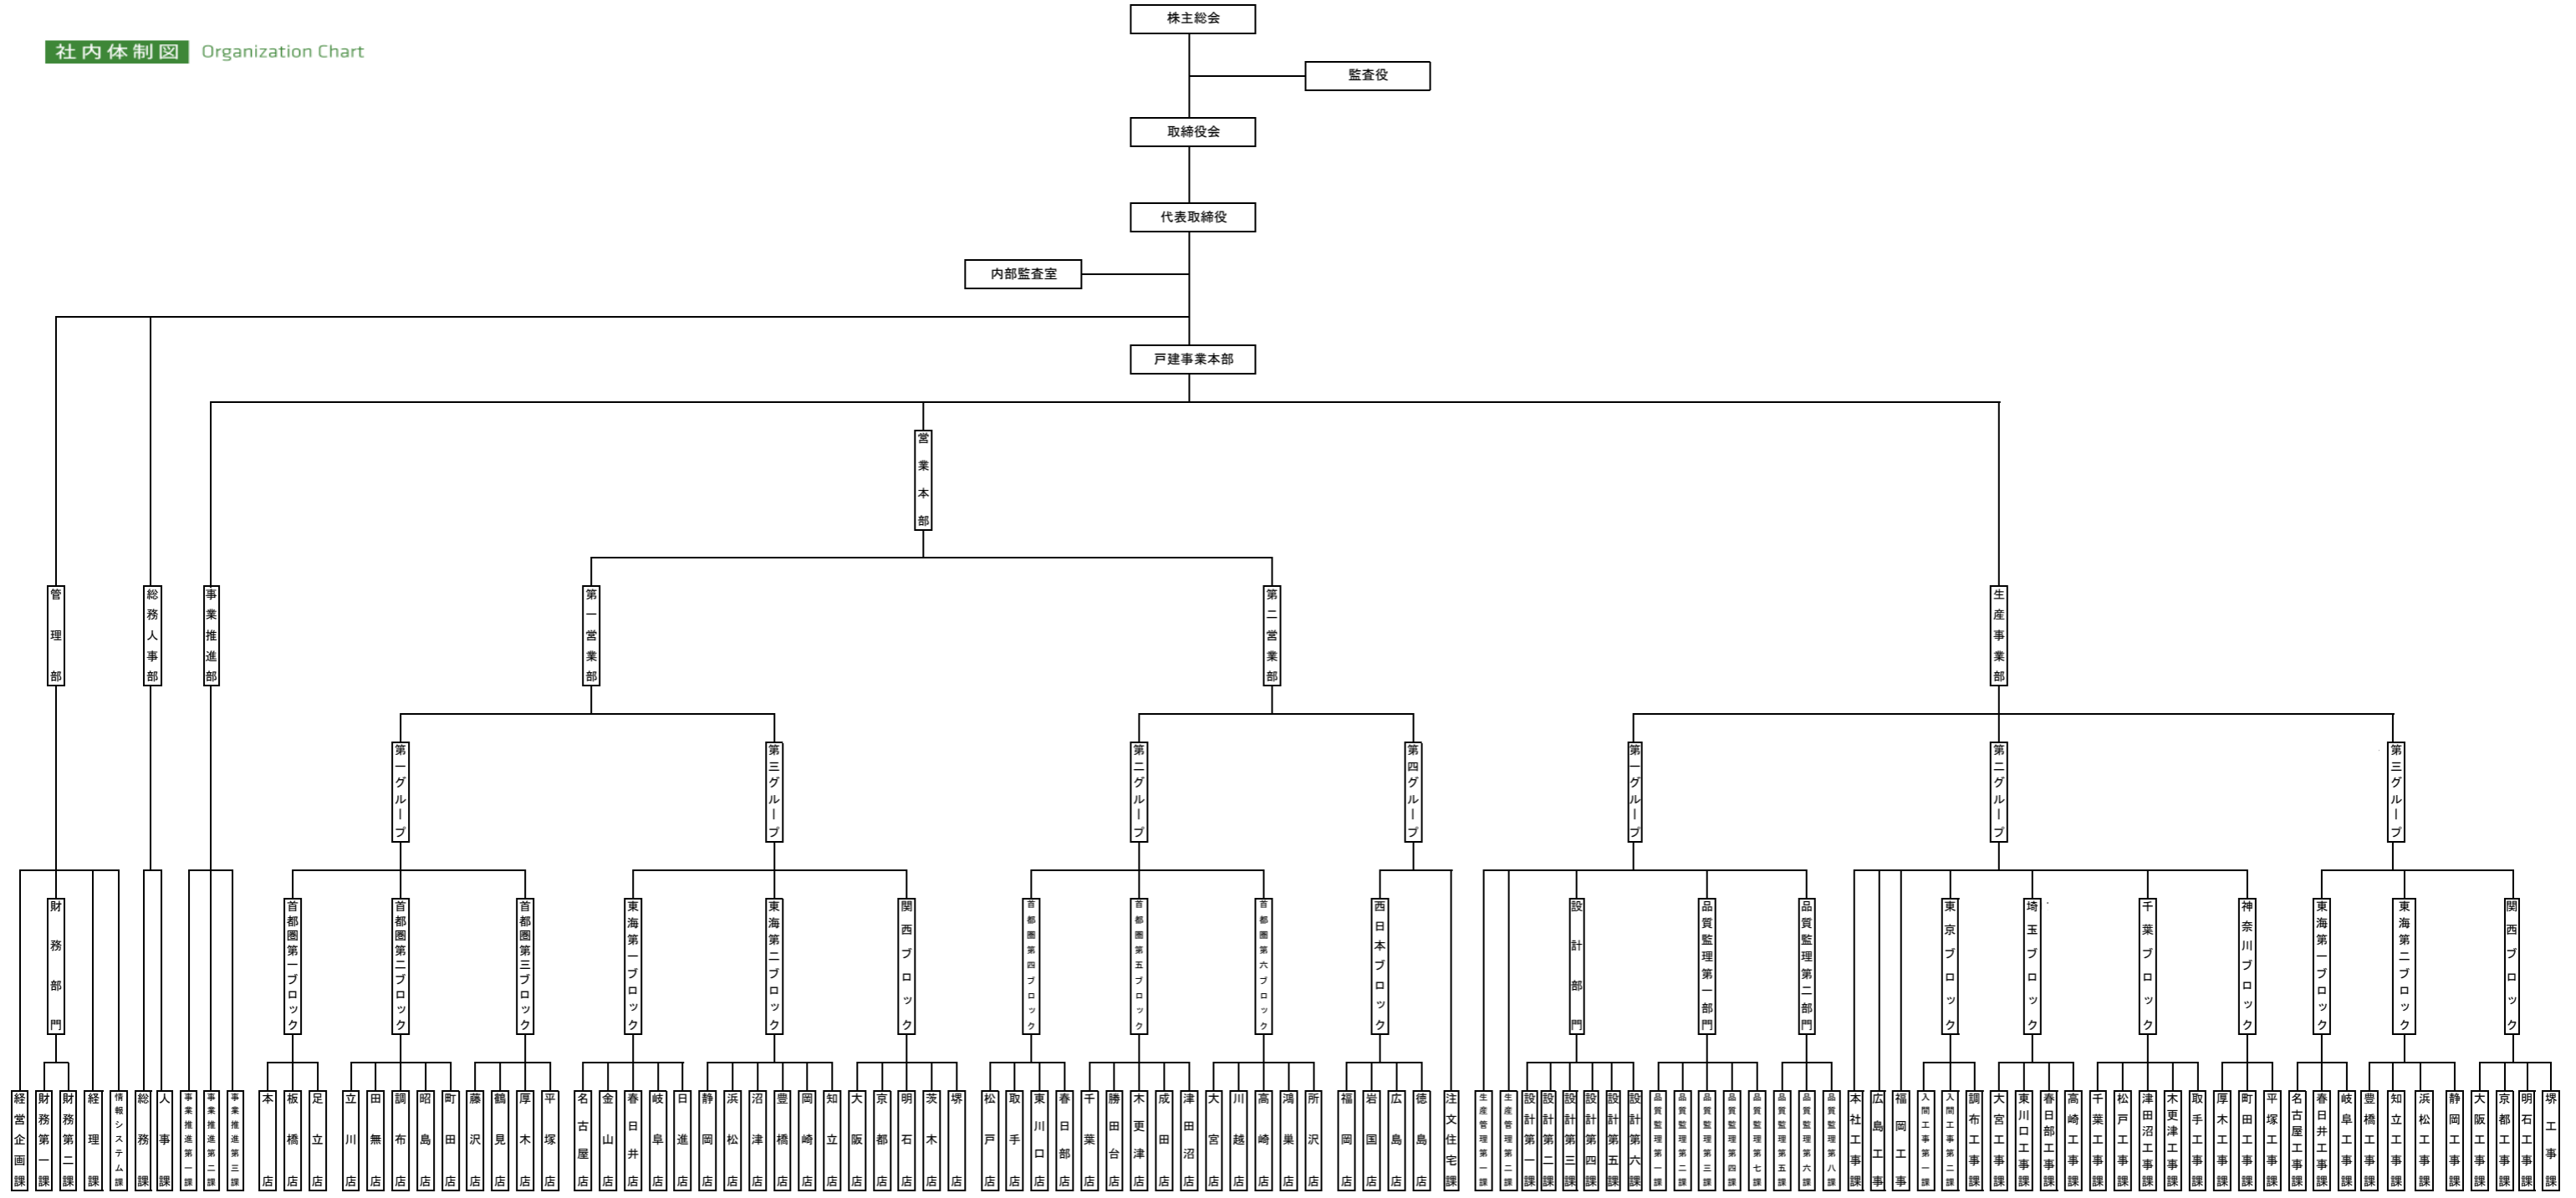 社内体制図 Organization Chart
株主総会
監査役
取締役会
代表取締役
内部監査室
戸建事業本部
営業本部
管理部
総務人事部
事業推進部
第一営業部
第二営業部
生産事業部
第一グループ
第三グループ
第二グループ
第四グループ
第一グループ
第二グループ
第三グループ
財務部門
首都圏第一ブロック
首都圏第二ブロック
首都圏第三ブロック
東海第一ブロック
東海第二ブロック
関西ブロック
首都圏第四ブロック
首都圏第五ブロック
首都圏第六ブロック
西日本ブロック
設計部門
品質監理第一部門
品質監理第二部門
東京ブロック
埼玉ブロック
千葉ブロック
神奈川ブロック
東海第一ブロック
東海第二ブロック
関西ブロック
経営企画課
財務第一課
財務第二課
経理課
情報システム課
総務課
人事課
事業推進第一課
事業推進第二課
事業推進第三課
本店
板橋店
足立店
立川店
田無店
調布店
昭島店
町田店
藤沢店
鶴見店
厚木店
平塚店
名古屋店
金山店
春日井店
岐阜店
日進店
静岡店
浜松店
沼津店
豊橋店
岡崎店
知立店
大阪店
京都店
明石店
茨木店
堺店
松戸店
取手店
東川口店
春日部店
千葉店
勝田台店
木更津店
成田店
津田沼店
大宮店
川越店
高崎店
鴻巣店
所沢店
福岡店
岩国店
広島店
徳島店
注文住宅課
生産管理第一課
生産管理第二課
設計第一課
設計第二課
設計第三課
設計第四課
設計第五課
設計第六課
品質監理第一課
品質監理第二課
品質監理第三課
品質監理第四課
品質監理第七課
品質監理第五課
品質監理第六課
品質監理第八課
本社工事課
広島工事
福岡工事
入間工事第一課
入間工事第二課
調布工事課
大宮工事課
東川口工事課
春日部工事課
高崎工事課
千葉工事課
松戸工事課
津田沼工事課
木更津工事課
取手工事課
厚木工事課
町田工事課
平塚工事課
名古屋工事課
春日井工事課
岐阜工事課
豊橋工事課
知立工事課
浜松工事課
静岡工事課
大阪工事課
京都工事課
明石工事課
堺工事課